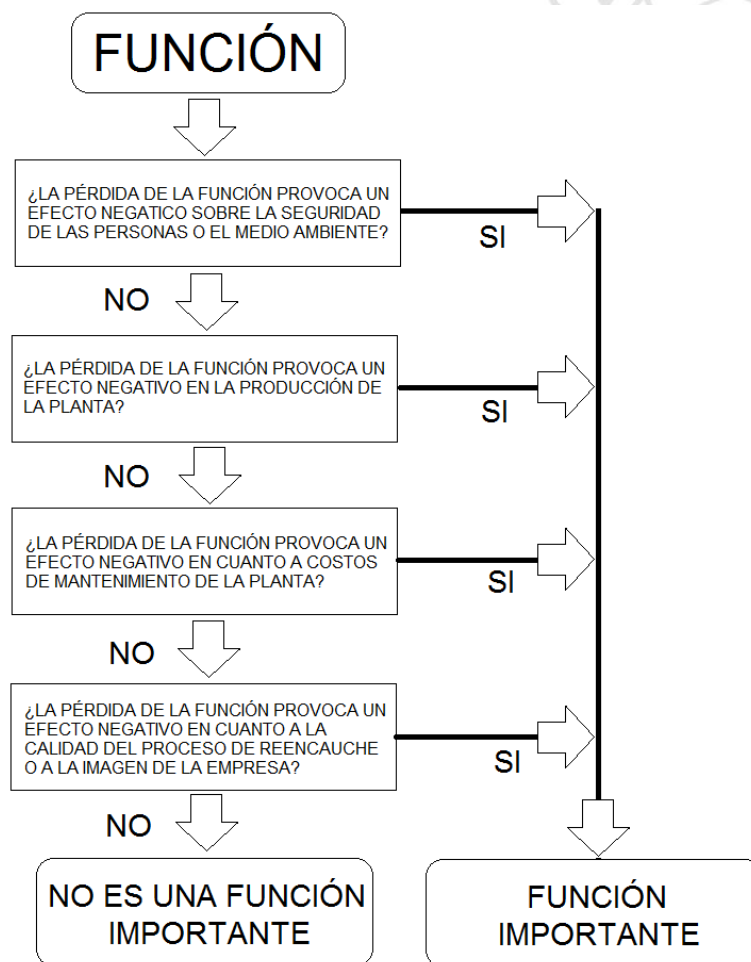 FUNCIÓN
¿LA PÉRDIDA DE LA FUNCIÓN PROVOCA UN
EFECTO NEGATICO SOBRE LA SEGURIDAD
DE LAS PERSONAS O EL MEDIO AMBIENTE?
SI
NO
¿LA PÉRDIDA DE LA FUNCIÓN PROVOCA UN
EFECTO NEGATIVO EN LA PRODUCCIÓN DE
LA PLANTA?
SI
NO
¿LA PÉRDIDA DE LA FUNCIÓN PROVOCA UN
EFECTO NEGATIVO EN CUANTO A COSTOS
DE MANTENIMIENTO DE LA PLANTA?
SI
NO
¿LA PÉRDIDA DE LA FUNCIÓN PROVOCA UN
EFECTO NEGATIVO EN CUANTO A LA
CALIDAD DEL PROCESO DE REENCAUCHE
O A LA IMAGEN DE LA EMPRESA?
SI
NO
NO ES UNA FUNCIÓN
IMPORTANTE
FUNCIÓN
IMPORTANTE